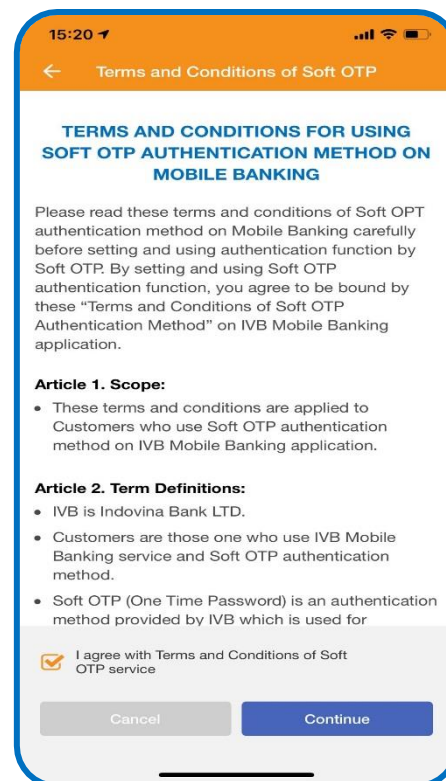 15:20
Terms and Conditions of Soft OTP
TERMS AND CONDITIONS FOR USING
SOFT OTP AUTHENTICATION METHOD ON
MOBILE BANKING
Please read these terms and conditions of Soft OPT
authentication method on Mobile Banking carefully
before setting and using authentication function by
Soft OTP. By setting and using Soft OTP
authentication function, you agree to be bound by
these “Terms and Conditions of Soft OTP
Authentication Method” on IVB Mobile Banking
application.
Article 1. Scope:
• These terms and conditions are applied to
Customers who use Soft OTP authentication
method on IVB Mobile Banking application.
Article 2. Term Definitions:
• IVB is Indovina Bank LTD.
• Customers are those one who use IVB Mobile
Banking service and Soft OTP authentication
method.
• Soft OTP (One Time Password) is an authentication
method provided by IVB which is used for
I agree with Terms and Conditions of Soft
OTP service
Cancel
Continue